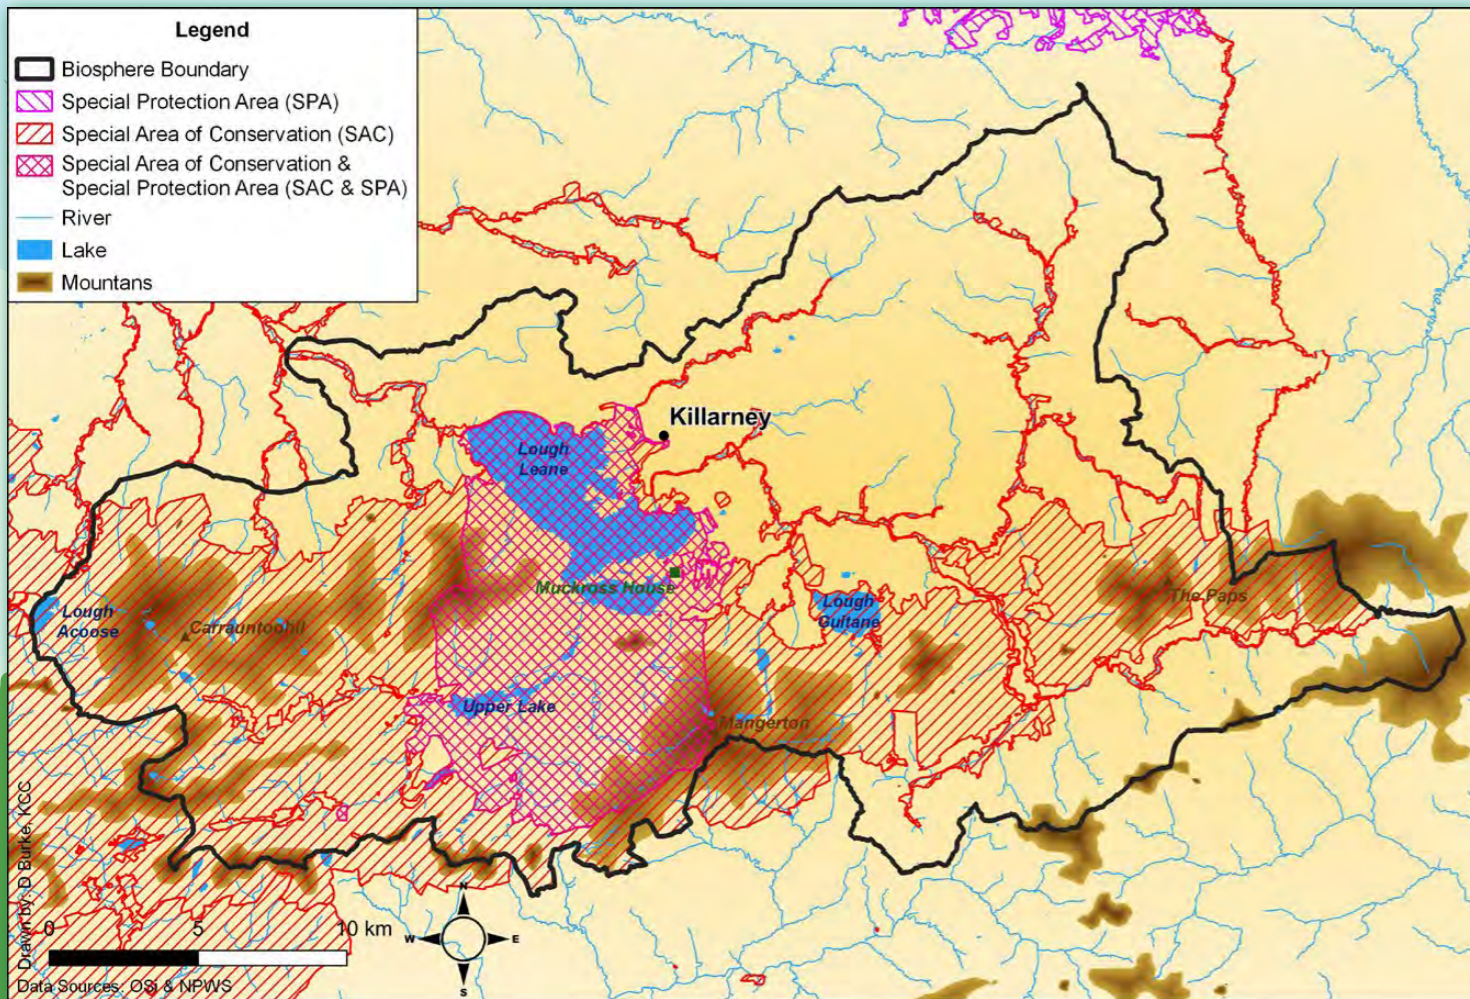 Legend
Biosphere Boundary
Special Protection Area (SPA)
Special Area of Conservation (SAC)
Special Area of Conservation &
Special Protection Area (SAC & SPA)
River
Lake
Mountans
Killarney
Lough
Leane
Muckross House
Lough
Acoose
Carrauntoohil
Lough
Guitane
The Paps
Upper Lake
Mangerton
Drawn by: D Burke, KCC
0 5 10 km
N
W E
S
Data Sources: OSi & NPWS